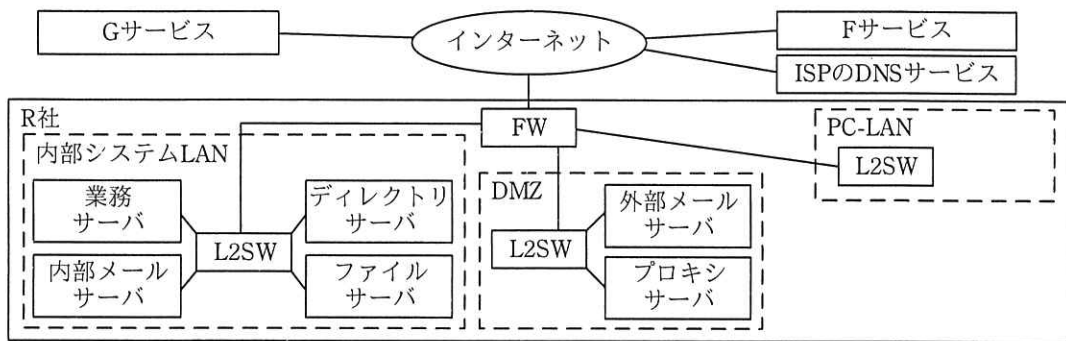 Gサービス
インターネット
Fサービス
ISPのDNSサービス
R社
FW
PC-LAN
L2SW
内部システムLAN
業務
サーバ
ディレクトリ
サーバ
L2SW
内部メール
サーバ
ファイル
サーバ
DMZ
外部メール
サーバ
L2SW
プロキシ
サーバ